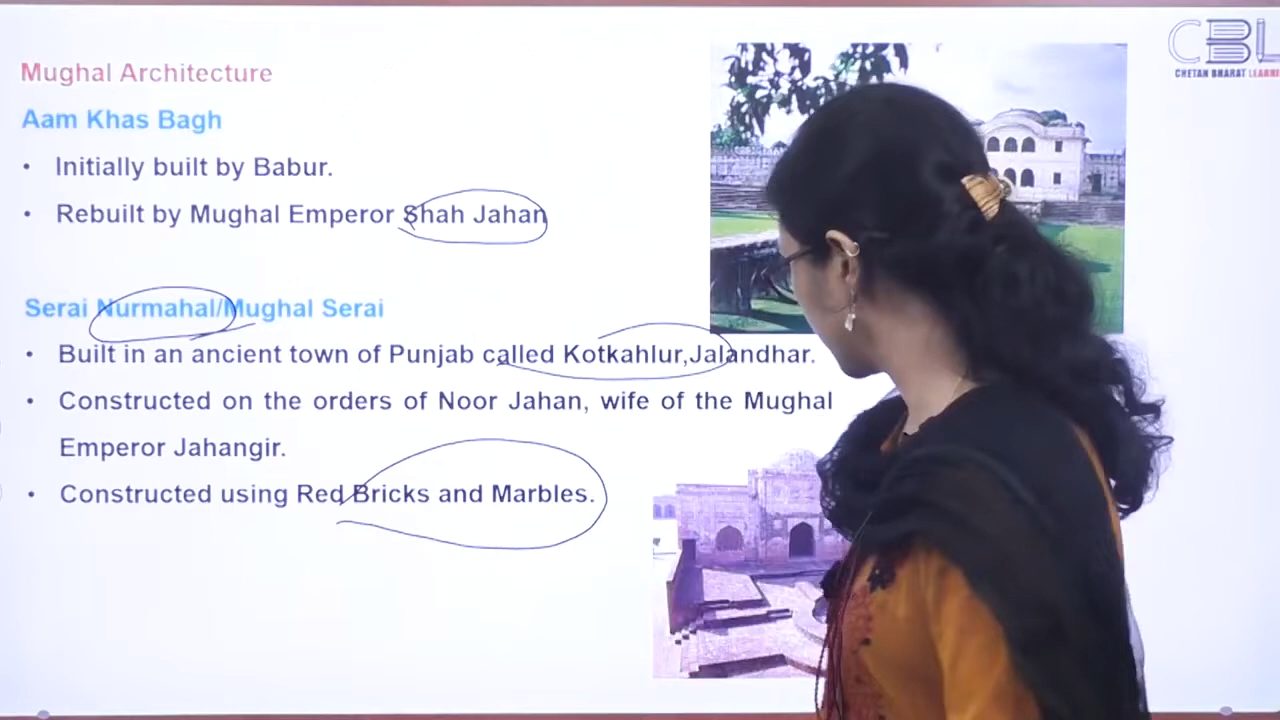 CBL
CHETAN BHARAT LEARNI
Mughal Architecture
Aam Khas Bagh
• Initially built by Babur.
• Rebuilt by Mughal Emperor Shah Jahan
Serai Nurmahal/Mughal Serai
• Built in an ancient town of Punjab called Kotkahlur,Jalandhar.
• Constructed on the orders of Noor Jahan, wife of the Mughal
Emperor Jahangir.
• Constructed using Red Bricks and Marbles.